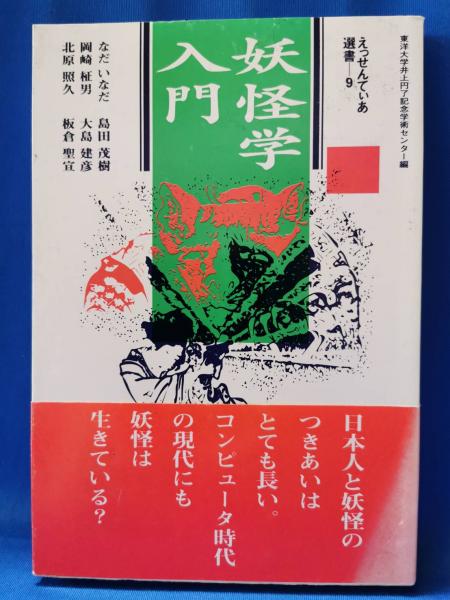 東洋大学井上円了記念学術センター編
えっせんてぃあ
選書—9
妖怪学
入門
島田茂樹
大島建彦
板倉聖宣
なだいなだ
岡崎柾男
北原照久
日本人と妖怪の
つきあいは
とても長い。
コンピュータ時代
の現代にも
妖怪は
生きている?